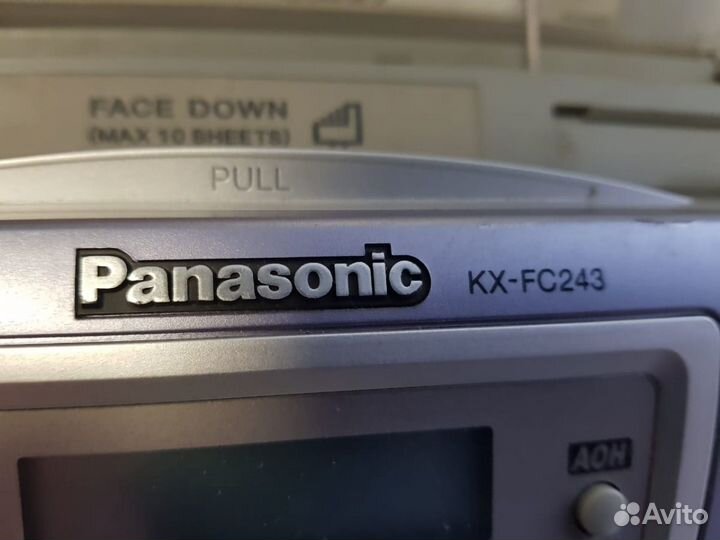 FACE DOWN
(MAX 10 SHEETS)
PULL
Panasonic KX-FC243
АОН
Avito